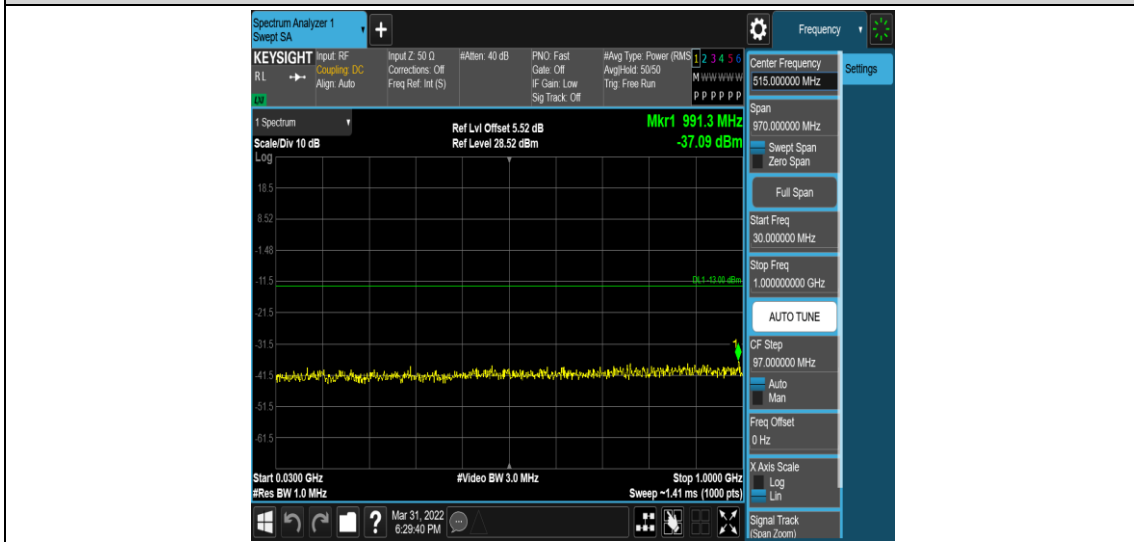 Spectrum Analyzer 1
Swept SA
+
Frequency
KEYSIGHT
RL
Input: RF
Coupling: DC
Align: Auto
Input Z: 50 Ω
Corrections: Off
Freq Ref: Int (S)
#Atten: 40 dB
PNO: Fast
Gate: Off
IF Gain: Low
Sig Track: Off
#Avg Type: Power (RMS
Avg|Hold: 50/50
Trig: Free Run
1 2 3 4 5 6
M W W W W W
P P P P P P
1 Spectrum
Scale/Div 10 dB
Ref Lvl Offset 5.52 dB
Ref Level 28.52 dBm
Mkr1 991.3 MHz
-37.09 dBm
Log
18.5
8.52
-1.48
-11.5
DL1 -13.00 dBm
-21.5
-31.5
1
-41.5
-51.5
-61.5
Start 0.0300 GHz
#Res BW 1.0 MHz
#Video BW 3.0 MHz
Stop 1.0000 GHz
Sweep ~1.41 ms (1000 pts)
?
Mar 31, 2022
6:29:40 PM
Center Frequency
515.000000 MHz
Settings
Span
970.000000 MHz
Swept Span
Zero Span
Full Span
Start Freq
30.000000 MHz
Stop Freq
1.000000000 GHz
AUTO TUNE
CF Step
97.000000 MHz
Auto
Man
Freq Offset
0 Hz
X Axis Scale
Log
Lin
Signal Track
(Span Zoom)